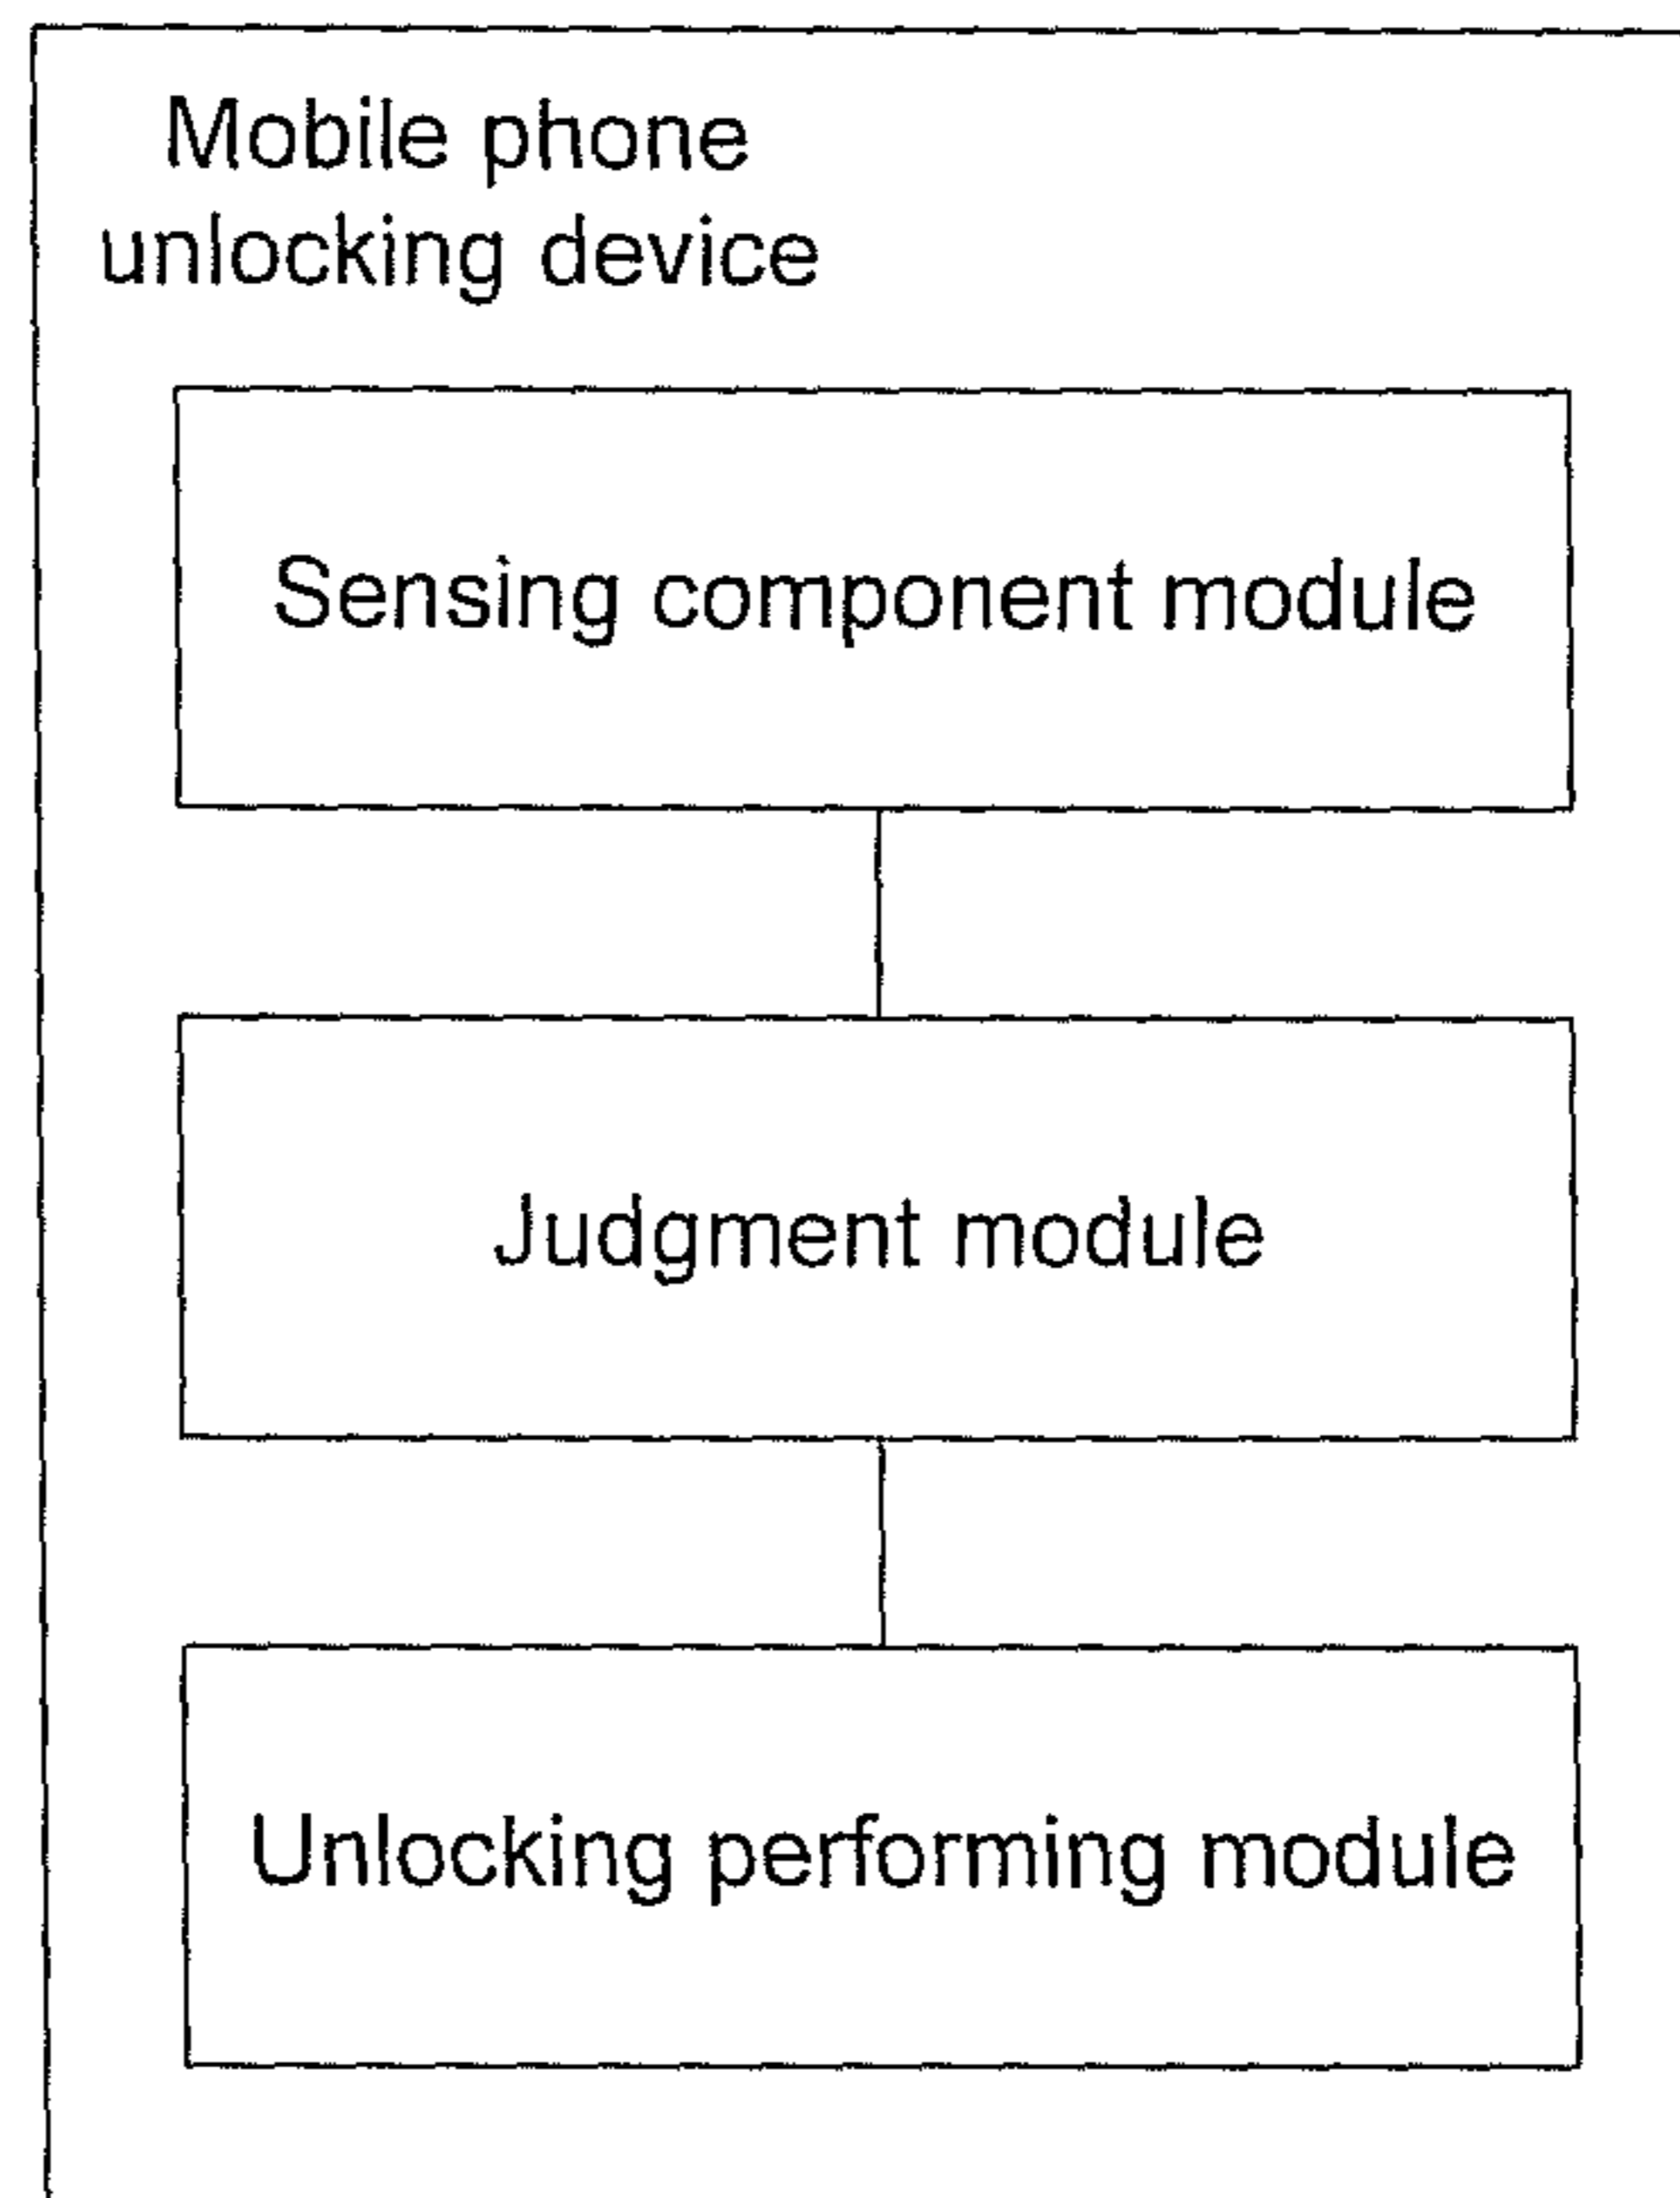 Mobile phone
unlocking device
Sensing component module
Judgment module
Unlocking performing module